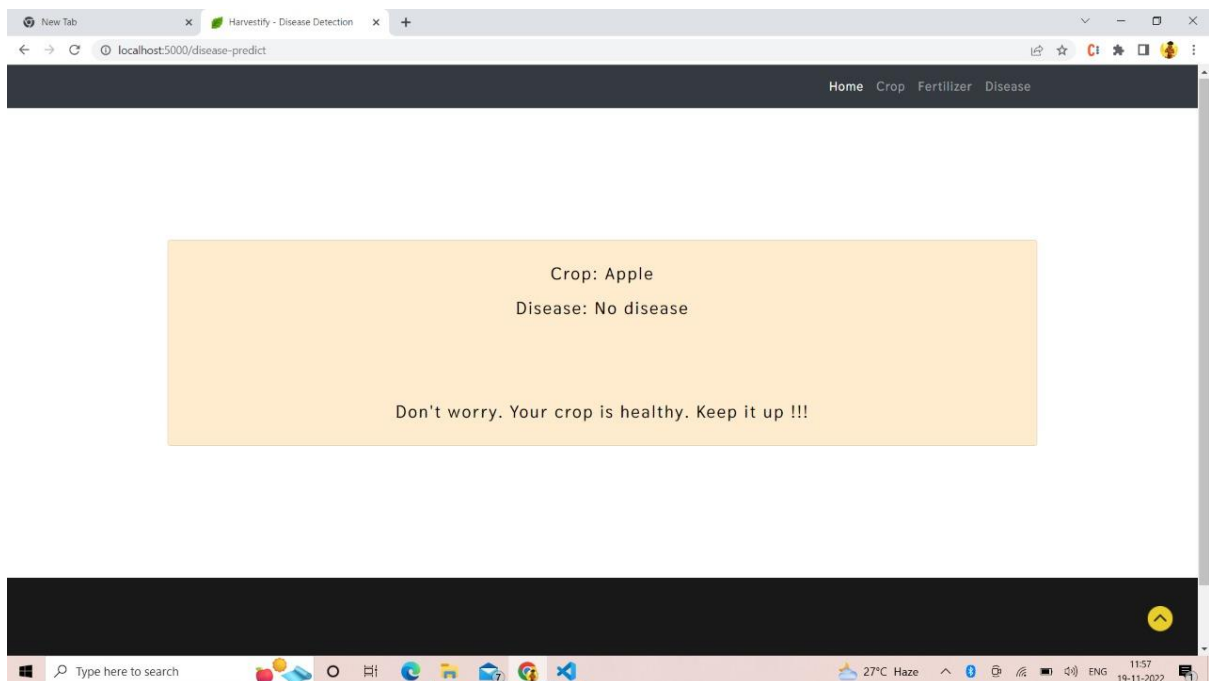 New Tab
Harvestify - Disease Detection
localhost:5000/disease-predict
Home Crop Fertilizer Disease
Crop: Apple
Disease: No disease
Don't worry. Your crop is healthy. Keep it up !!!
Type here to search
7
27°C Haze
ENG
11:57
19-11-2022
1